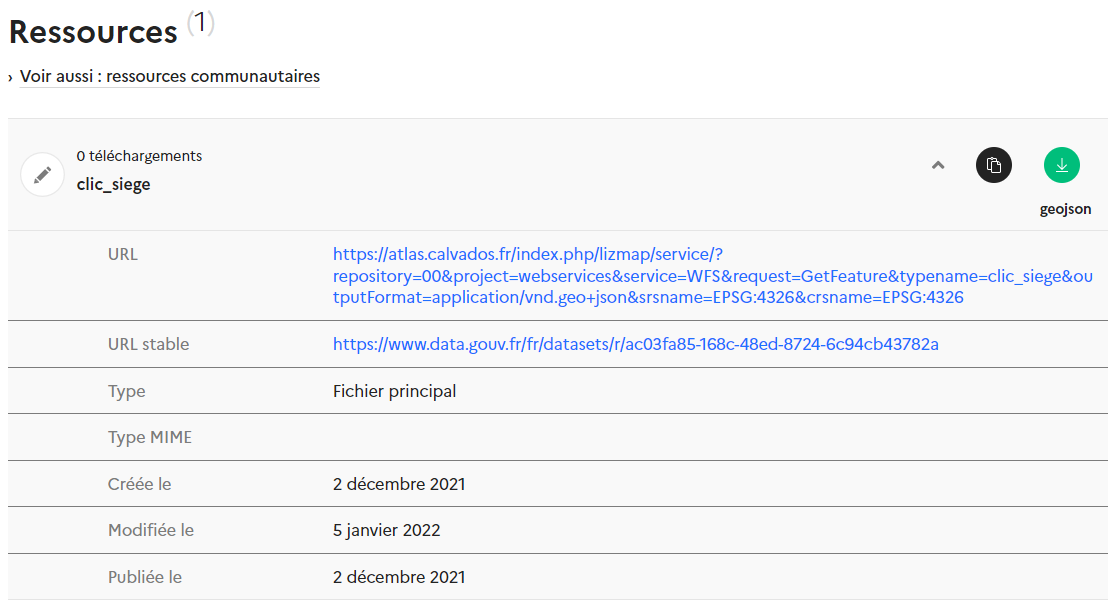 Ressources (1)
› Voir aussi : ressources communautaires
0 téléchargements
clic_siege
geojson
URL
https://atlas.calvados.fr/index.php/lizmap/service/?
repository=00&project=webservices&service=WFS&request=GetFeature&typename=clic_siege&ou
tputFormat=application/vnd.geo+json&srsname=EPSG:4326&crsname=EPSG:4326
URL stable https://www.data.gouv.fr/fr/datasets/r/ac03fa85-168c-48ed-8724-6c94cb43782a
Type Fichier principal
Type MIME
Créée le 2 décembre 2021
Modifiée le 5 janvier 2022
Publiée le 2 décembre 2021